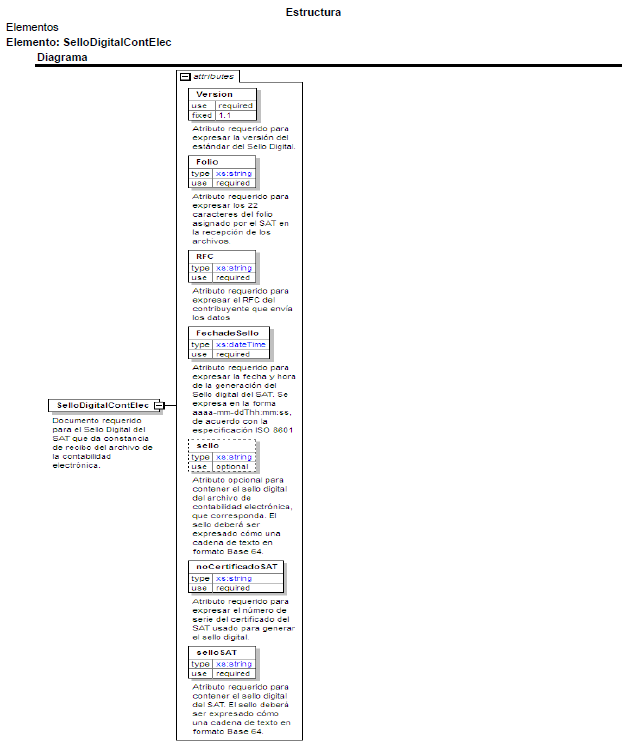 Estructura
Elementos
Elemento: SelloDigitalContElec
Diagrama
attributes
Version
use required
fixed 1.1
Atributo requerido para
expresar la versión del
estándar del Sello Digital.
Folio
type xs:string
use required
Atributo requerido para
expresar los 22
caracteres del folio
asignado por el SAT en
la recepción de los
archivos.
RFC
type xs:string
use required
Atributo requerido para
expresar el RFC del
contribuyente que envía
los datos
FechadeSello
type xs:dateTime
use required
Atributo requerido para
expresar la fecha y hora
de la generación del
Sello digital del SAT. Se
expresa en la forma
aaaa-mm-ddThh:mm:ss,
de acuerdo con la
especificación ISO 8601
SelloDigitalContElec
Documento requerido
para el Sello Digital del
SAT que da constancia
de recibo del archivo de
la contabilidad
electrónica.
sello
type xs:string
use optional
Atributo opcional para
contener el sello digital
del archivo de
contabilidad electrónica,
que corresponda. El
sello deberá ser
expresado cómo una
cadena de texto en
formato Base 64.
noCertificadoSAT
type xs:string
use required
Atributo requerido para
expresar el número de
serie del certificado del
SAT usado para generar
el sello digital.
selloSAT
type xs:string
use required
Atributo requerido para
contener el sello digital
del SAT. El sello deberá
ser expresado cómo
una cadena de texto en
formato Base 64.